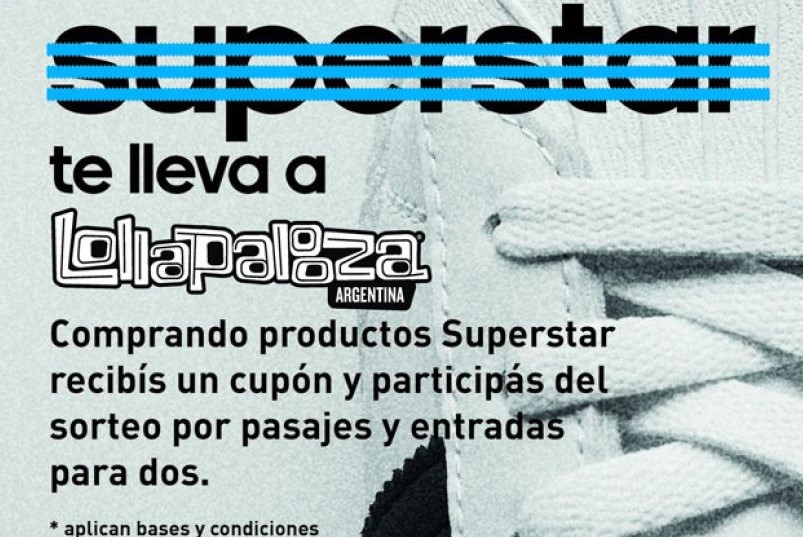 superstar
te lleva a
Lollapalooza
ARGENTINA
Comprando productos Superstar
recibís un cupón y participás del
sorteo por pasajes y entradas
para dos.
* aplican bases y condiciones